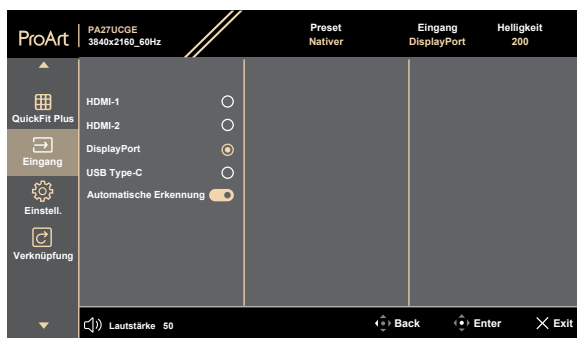 ProArt
PA27UCGE
3840x2160_60Hz
Preset
Nativer
Eingang
DisplayPort
Helligkeit
200
QuickFit Plus
Eingang
Einstell.
Verknüpfung
HDMI-1
HDMI-2
DisplayPort
USB Type-C
Automatische Erkennung
Lautstärke 50
Back
Enter
Exit